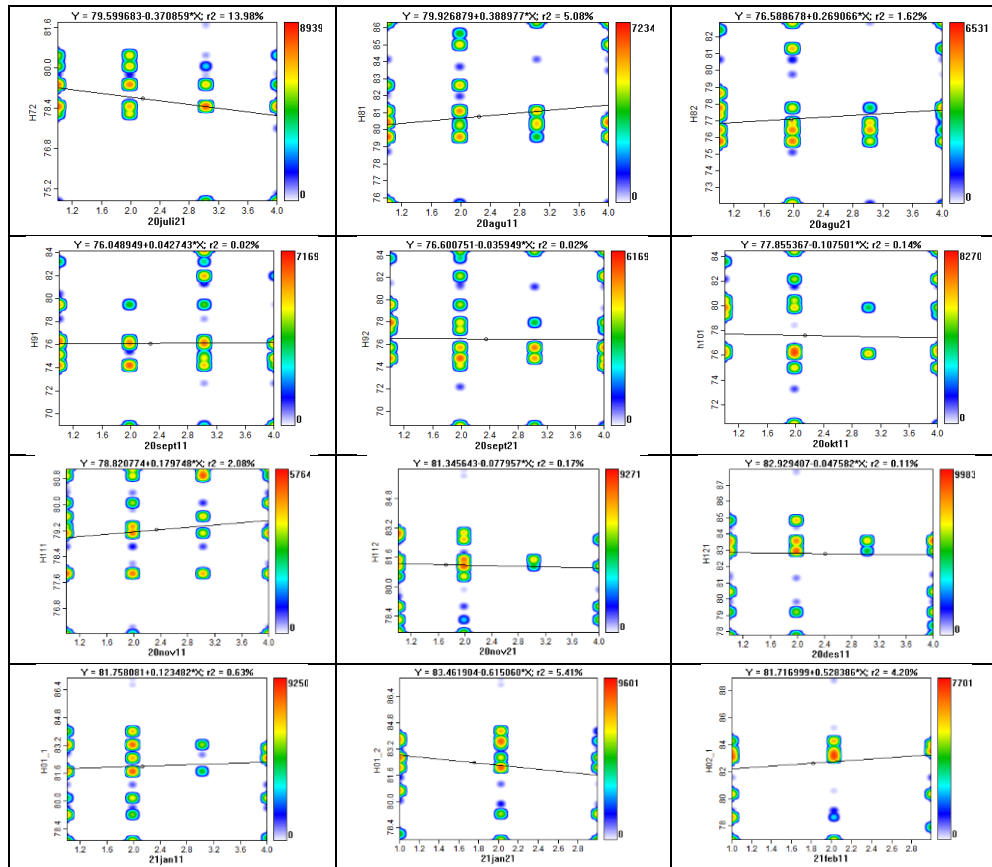 Y = 79.599683-0.370859*X; r2 = 13.98%
81.6
80.0
78.4
76.8
75.2
H72
1.0 1.6 2.2 2.8 3.4 4.0
20juli21
8939
0
Y = 79.926879+0.388977*X; r2 = 5.08%
86
85
84
83
82
81
80
79
78
77
76
H81
1.0 1.6 2.2 2.8 3.4 4.0
20agu11
7234
0
Y = 76.588678+0.269066*X; r2 = 1.62%
82
81
80
79
78
77
76
75
74
73
H82
1.0 1.6 2.2 2.8 3.4 4.0
20agu21
6531
0
Y = 76.048949+0.042743*X; r2 = 0.02%
84
82
80
78
76
74
72
70
H91
1.0 1.6 2.2 2.8 3.4 4.0
20sept11
7169
0
Y = 76.600751-0.035949*X; r2 = 0.02%
84
82
80
78
76
74
72
70
H92
1.0 1.6 2.2 2.8 3.4 4.0
20sept21
6169
0
Y = 77.855367-0.107501*X; r2 = 0.14%
84
82
80
78
76
74
72
h101
1.0 1.6 2.2 2.8 3.4 4.0
20okt11
8270
0
Y = 78.820774+0.179748*X; r2 = 2.08%
80.8
80.0
79.2
78.4
77.6
76.8
H111
1.2 1.6 2.0 2.4 2.8 3.2 3.6 4.0
20nov11
5764
0
Y = 81.345643-0.077957*X; r2 = 0.17%
84.8
83.2
81.6
80.0
78.4
H112
1.2 1.6 2.0 2.4 2.8 3.2 3.6 4.0
20nov21
9271
0
Y = 82.929407-0.047582*X; r2 = 0.11%
87
86
85
84
83
82
81
80
79
78
H121
1.2 1.6 2.0 2.4 2.8 3.2 3.6 4.0
20des11
9983
0
Y = 81.758081+0.123482*X; r2 = 0.63%
86.4
84.8
83.2
81.6
80.0
78.4
H01_1
1.2 1.6 2.0 2.4 2.8 3.2 3.6 4.0
21jan11
9250
0
Y = 83.461904-0.615060*X; r2 = 5.41%
86.4
84.8
83.2
81.6
80.0
78.4
H01_2
1.0 1.2 1.4 1.6 1.8 2.0 2.2 2.4 2.6 2.8 3.0
21jan21
9601
0
Y = 81.716999+0.528386*X; r2 = 4.20%
88
86
84
82
80
78
H02_1
1.0 1.2 1.4 1.6 1.8 2.0 2.2 2.4 2.6 2.8 3.0
21feb11
7701
0